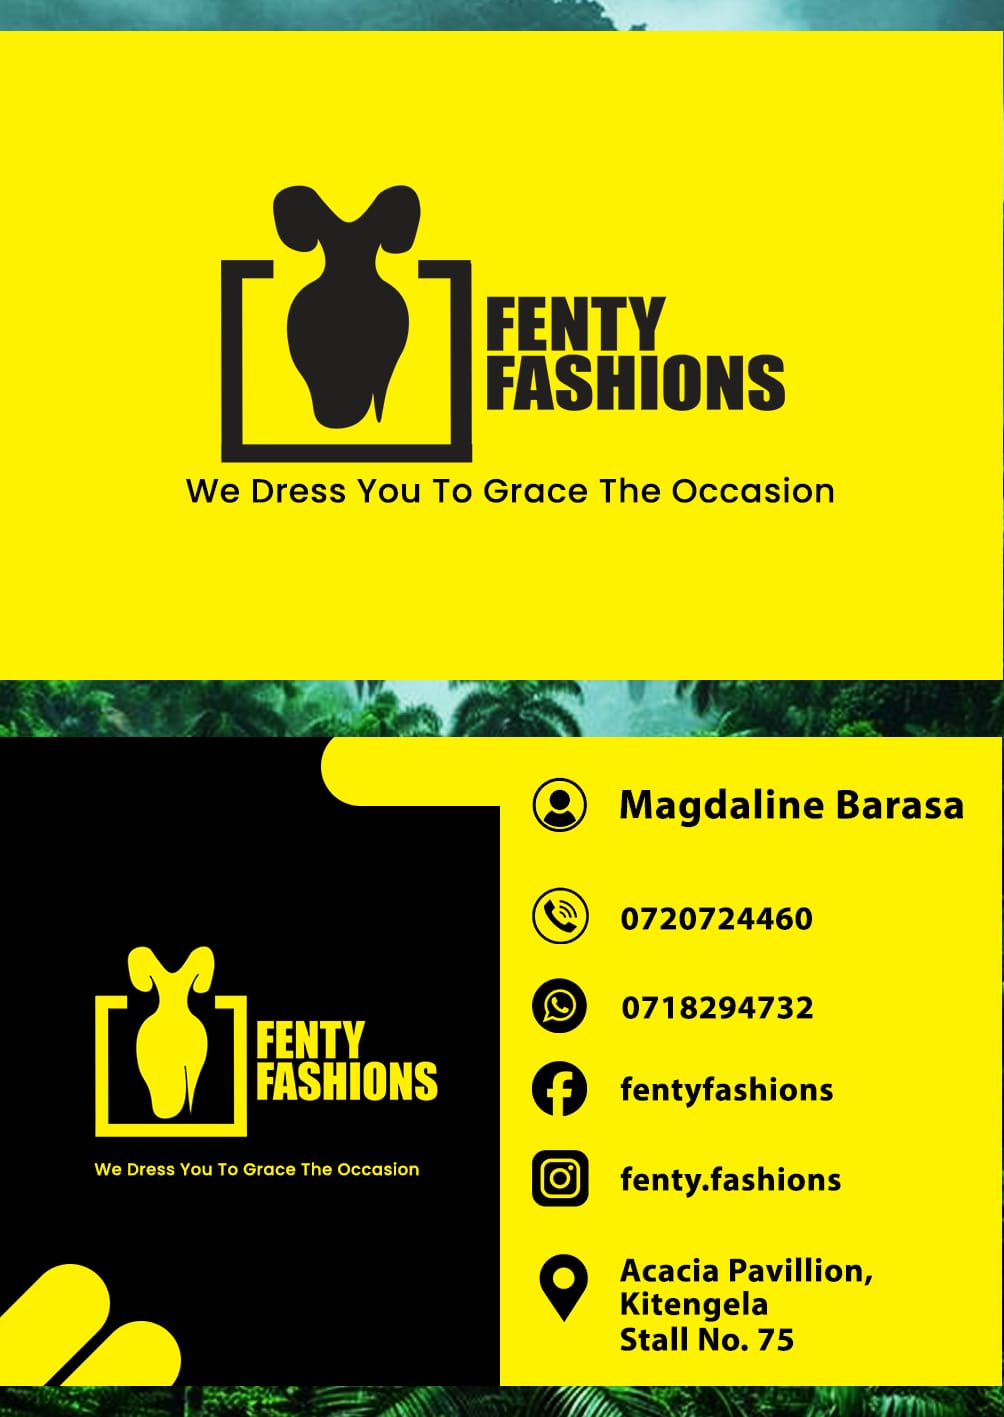 FENTY
FASHIONS
We Dress You To Grace The Occasion
FENTY
FASHIONS
We Dress You To Grace The Occasion
Magdaline Barasa
0720724460
0718294732
fentyfashions
fenty.fashions
Acacia Pavillion,
Kitengela
Stall No. 75